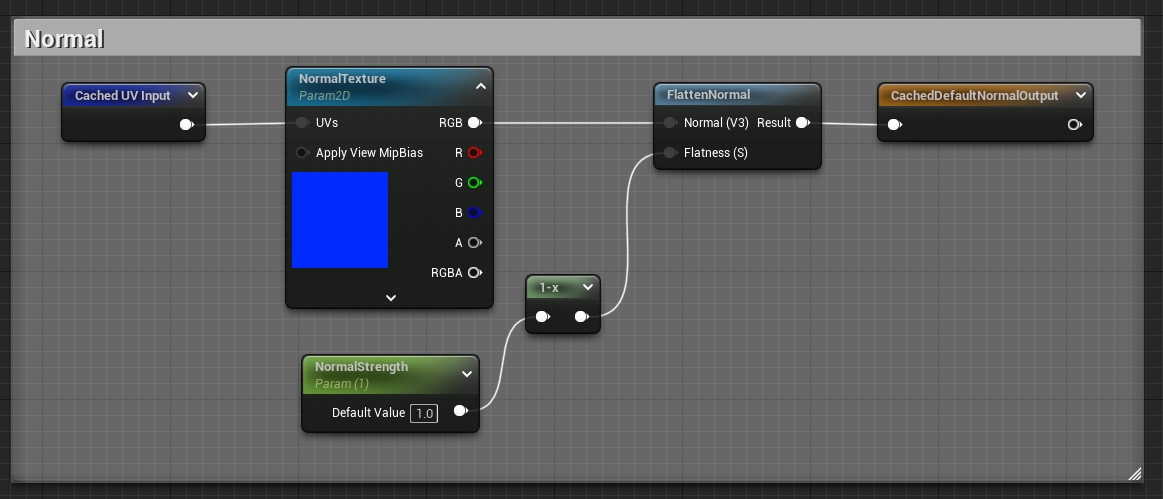 Normal
Cached UV Input
NormalTexture
Param2D
UVs
RGB
Apply View MipBias
R
G
B
A
RGBA
FlattenNormal
Normal (V3) Result
Flatness (S)
CachedDefaultNormalOutput
1-x
NormalStrength
Param (1)
Default Value 1.0